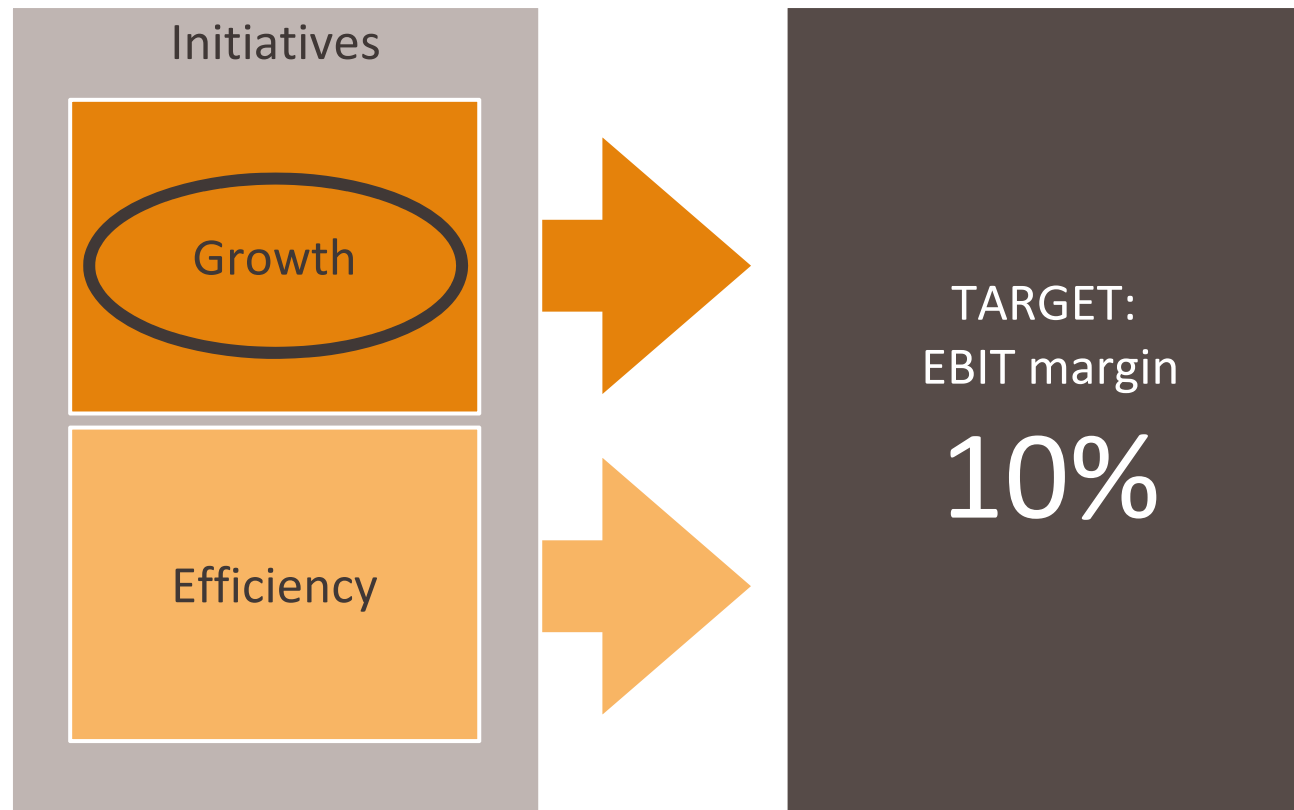 Initiatives
Growth
Efficiency
TARGET:
EBIT margin
10%